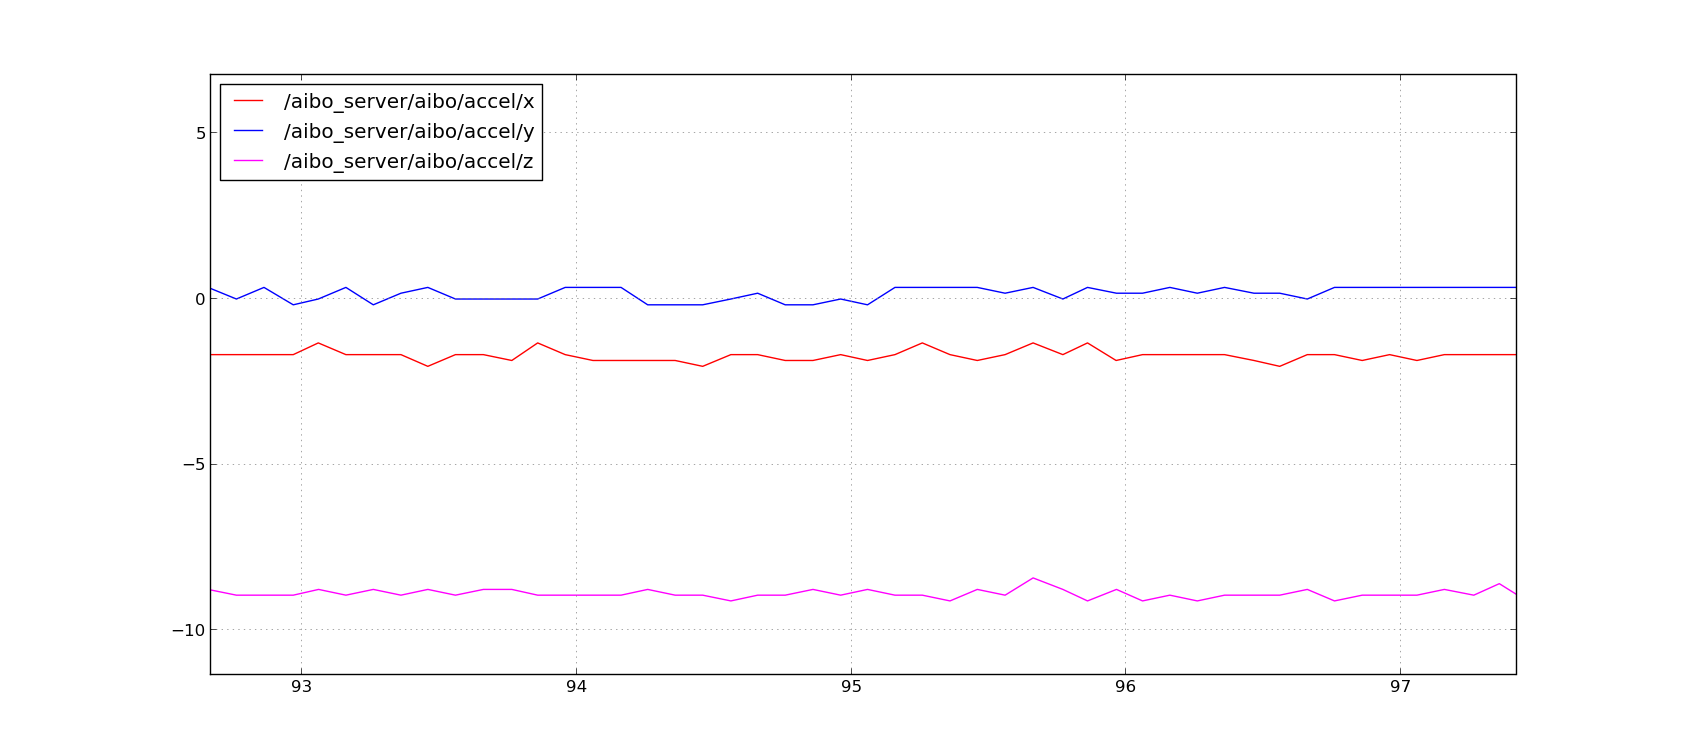 /aibo_server/aibo/accel/x
/aibo_server/aibo/accel/y
/aibo_server/aibo/accel/z
5
0
−5
−10
93 94 95 96 97